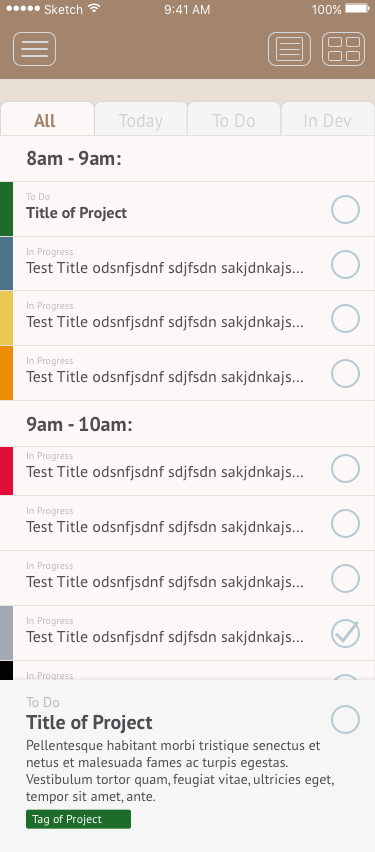 Sketch 9:41 AM 100%
All Today To Do In Dev
8am - 9am:
To Do
Title of Project
In Progress
Test Title odsnfjsdnf sdjfsdn sakjdnkajs...
In Progress
Test Title odsnfjsdnf sdjfsdn sakjdnkajs...
In Progress
Test Title odsnfjsdnf sdjfsdn sakjdnkajs...
9am - 10am:
In Progress
Test Title odsnfjsdnf sdjfsdn sakjdnkajs...
In Progress
Test Title odsnfjsdnf sdjfsdn sakjdnkajs...
In Progress
Test Title odsnfjsdnf sdjfsdn sakjdnkajs...
In Progress
Test Title odsnfjsdnf sdjfsdn sakjdnkajs...
In Progress
To Do
Title of Project
Pellentesque habitant morbi tristique senectus et
netus et malesuada fames ac turpis egestas.
Vestibulum tortor quam, feugiat vitae, ultricies eget,
tempor sit amet, ante.
Tag of Project